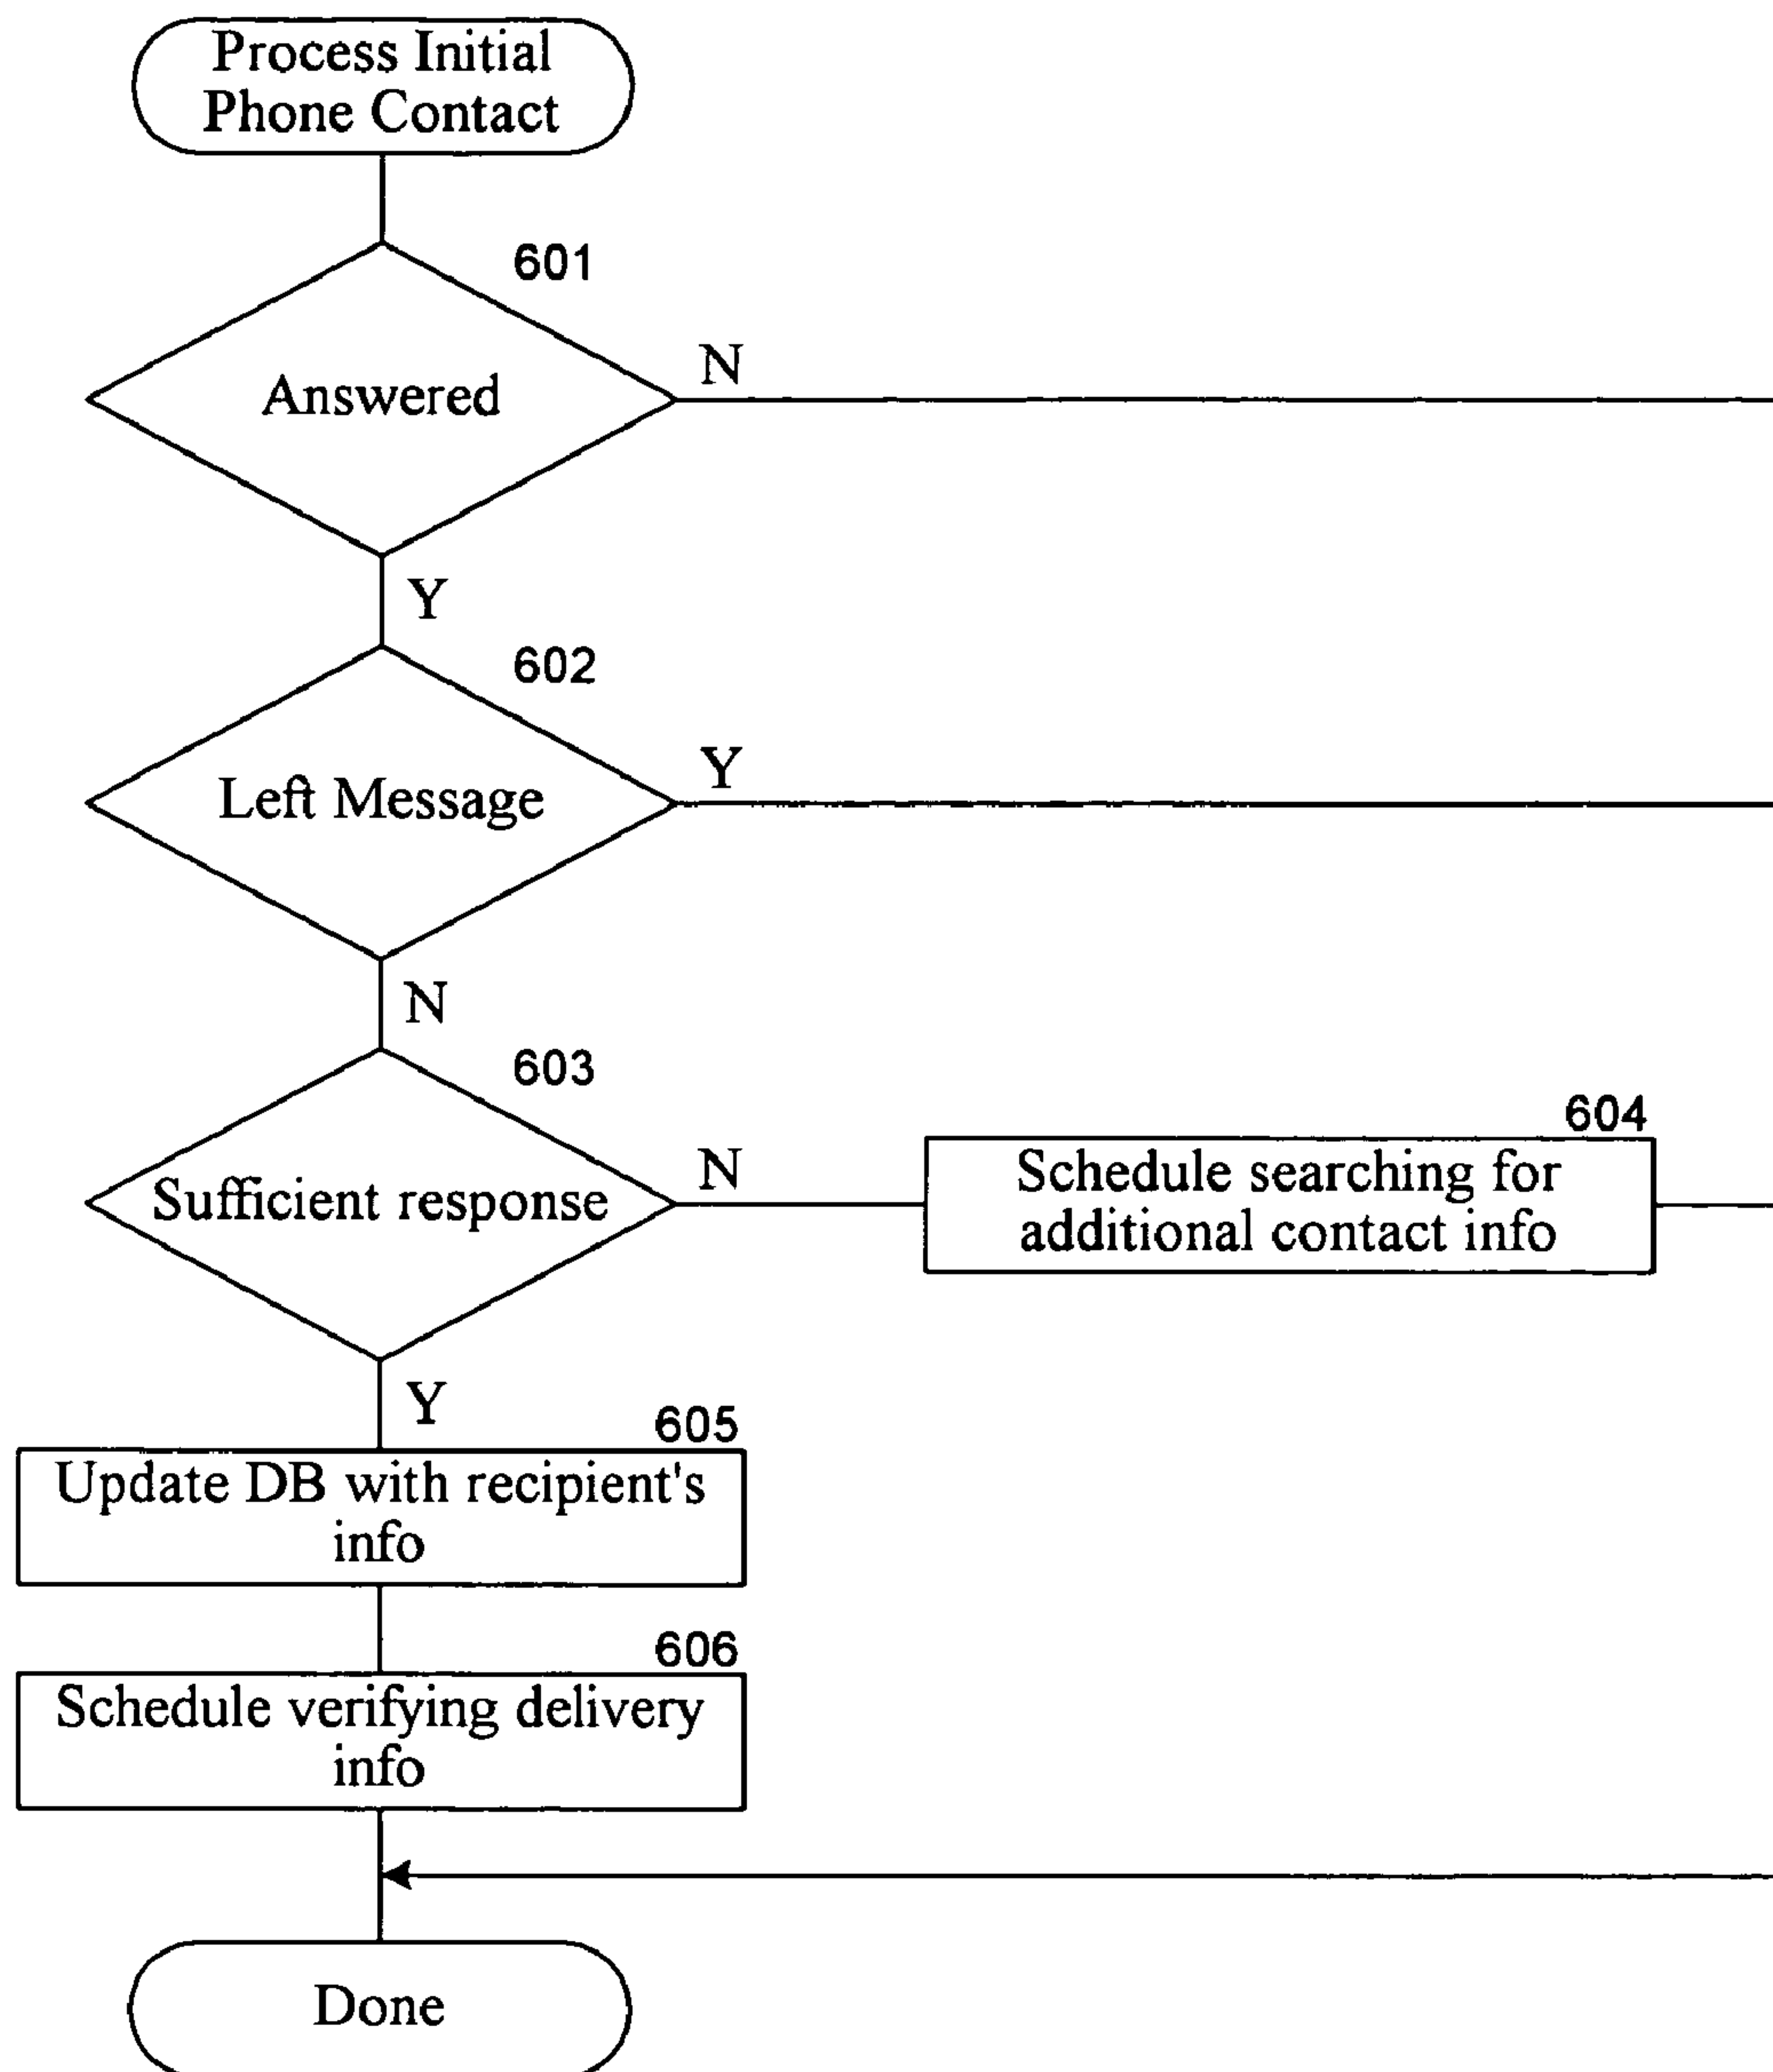 Process Initial
Phone Contact
601
Answered
N
Y
602
Left Message
Y
N
603
Sufficient response
N
604
Schedule searching for
additional contact info
Y
605
Update DB with recipient's
info
606
Schedule verifying delivery
info
Done